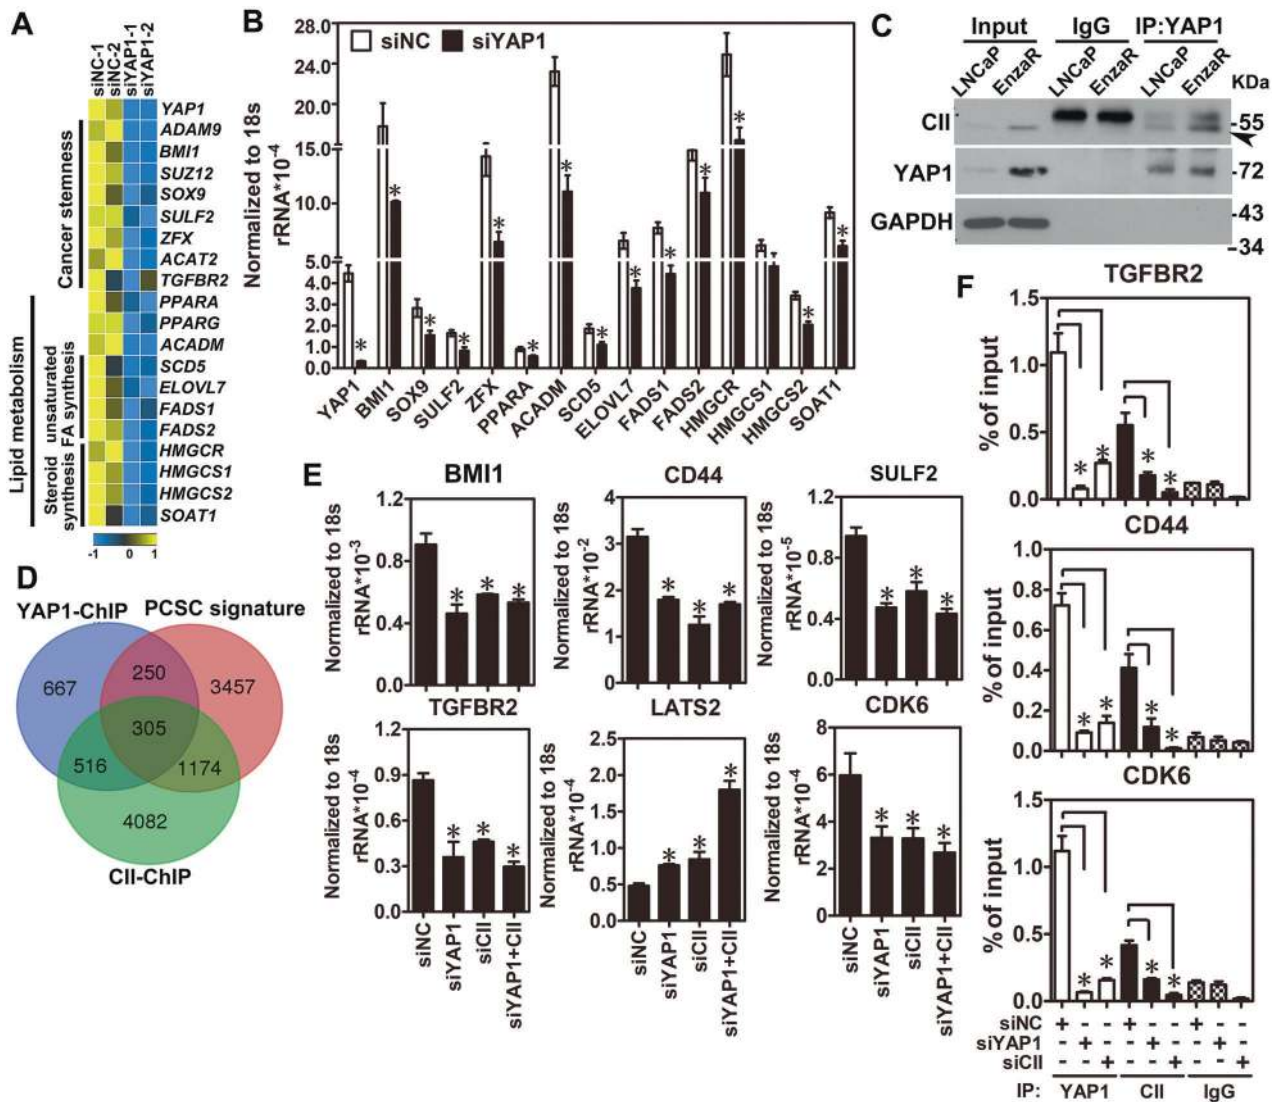 A
siNC-1
siNC-2
siYAP1-1
siYAP1-2
YAP1
ADAM9
BMI1
SUZ12
SOX9
SULF2
ZFX
ACAT2
TGFBR2
PPARA
PPARG
ACADM
SCD5
ELOVL7
FADS1
FADS2
HMGCR
HMGCS1
HMGCS2
SOAT1
Cancer stemness
Lipid metabolism
unsaturated
FA synthesis
Steroid
synthesis
-1 0 1
B
siNC siYAP1
Normalized to 18s
rRNA*10-4
28.0
24.0
20.0
15.0
10.0
5.0
4.0
3.0
2.0
1.0
0.0
* * * * * * * * * * * * * *
YAP1
BMI1
SOX9
SULF2
ZFX
PPARA
ACADM
SCD5
ELOVL7
FADS1
FADS2
HMGCR
HMGCS1
HMGCS2
SOAT1
C
Input IgG IP:YAP1
LNCaP EnzaR LNCaP EnzaR LNCaP EnzaR
KDa
CII -55
YAP1 -72
GAPDH -43
-34
D
YAP1-ChIP PCSC signature
667 250 3457
305
516 1174
4082
CII-ChIP
E
BMI1
Normalized to 18s
rRNA*10-3
1.2
0.8
0.4
0.0
* * *
CD44
Normalized to 18s
rRNA*10-2
4
3
2
1
0
* * *
SULF2
Normalized to 18s
rRNA*10-5
1.2
0.8
0.4
0.0
* * *
TGFBR2
Normalized to 18s
rRNA*10-4
0.9
0.6
0.3
0.0
* * *
siNC
siYAP1
siCII
siYAP1+CII
LATS2
Normalized to 18s
rRNA*10-4
2.5
2.0
1.5
1.0
0.5
0.0
* * *
siNC
siYAP1
siCII
siYAP1+CII
CDK6
Normalized to 18s
rRNA*10-4
8
6
4
2
0
* * *
siNC
siYAP1
siCII
siYAP1+CII
F
TGFBR2
% of input
1.5
1.0
0.5
0.0
* * * *
CD44
% of input
1.0
0.8
0.6
0.4
0.2
0.0
* * * *
CDK6
% of input
1.5
1.0
0.5
0.0
* * * *
siNC + - - + - - + - -
siYAP1 - + - - + - - + -
siCII - - + - - + - - +
IP: YAP1 CII IgG